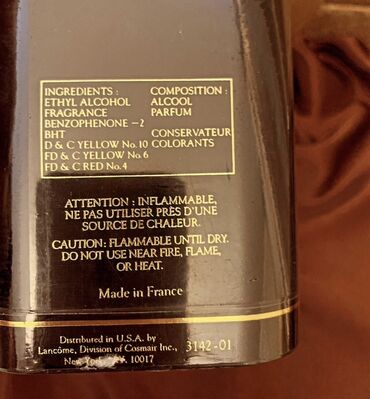 INGREDIENTS : COMPOSITION :
ETHYL ALCOHOL ALCOOL
FRAGRANCE PARFUM
BENZOPHENONE –2
BHT CONSERVATEUR
D & C YELLOW No. 10 COLORANTS
FD & C YELLOW No. 6
FD & C RED No. 4
ATTENTION : INFLAMMABLE,
NE PAS UTILISER PRÈS D'UNE
SOURCE DE CHALEUR.
CAUTION: FLAMMABLE UNTIL DRY.
DO NOT USE NEAR FIRE, FLAME,
OR HEAT.
Made in France
Distributed in U.S.A. by
Lancôme, Division of Cosmair Inc., 3142-01
New York, N.Y. 10017